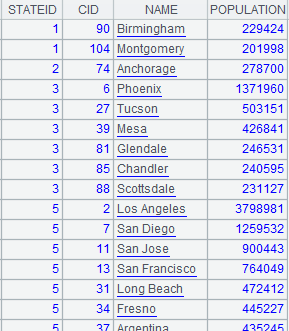 STATEID CID NAME POPULATION
1 90 Birmingham 229424
1 104 Montgomery 201998
2 74 Anchorage 278700
3 6 Phoenix 1371960
3 27 Tucson 503151
3 39 Mesa 426841
3 81 Glendale 246531
3 85 Chandler 240595
3 88 Scottsdale 231127
5 2 Los Angeles 3798981
5 7 San Diego 1259532
5 11 San Jose 900443
5 13 San Francisco 764049
5 31 Long Beach 472412
5 34 Fresno 445227
5 37 Argentina 435245